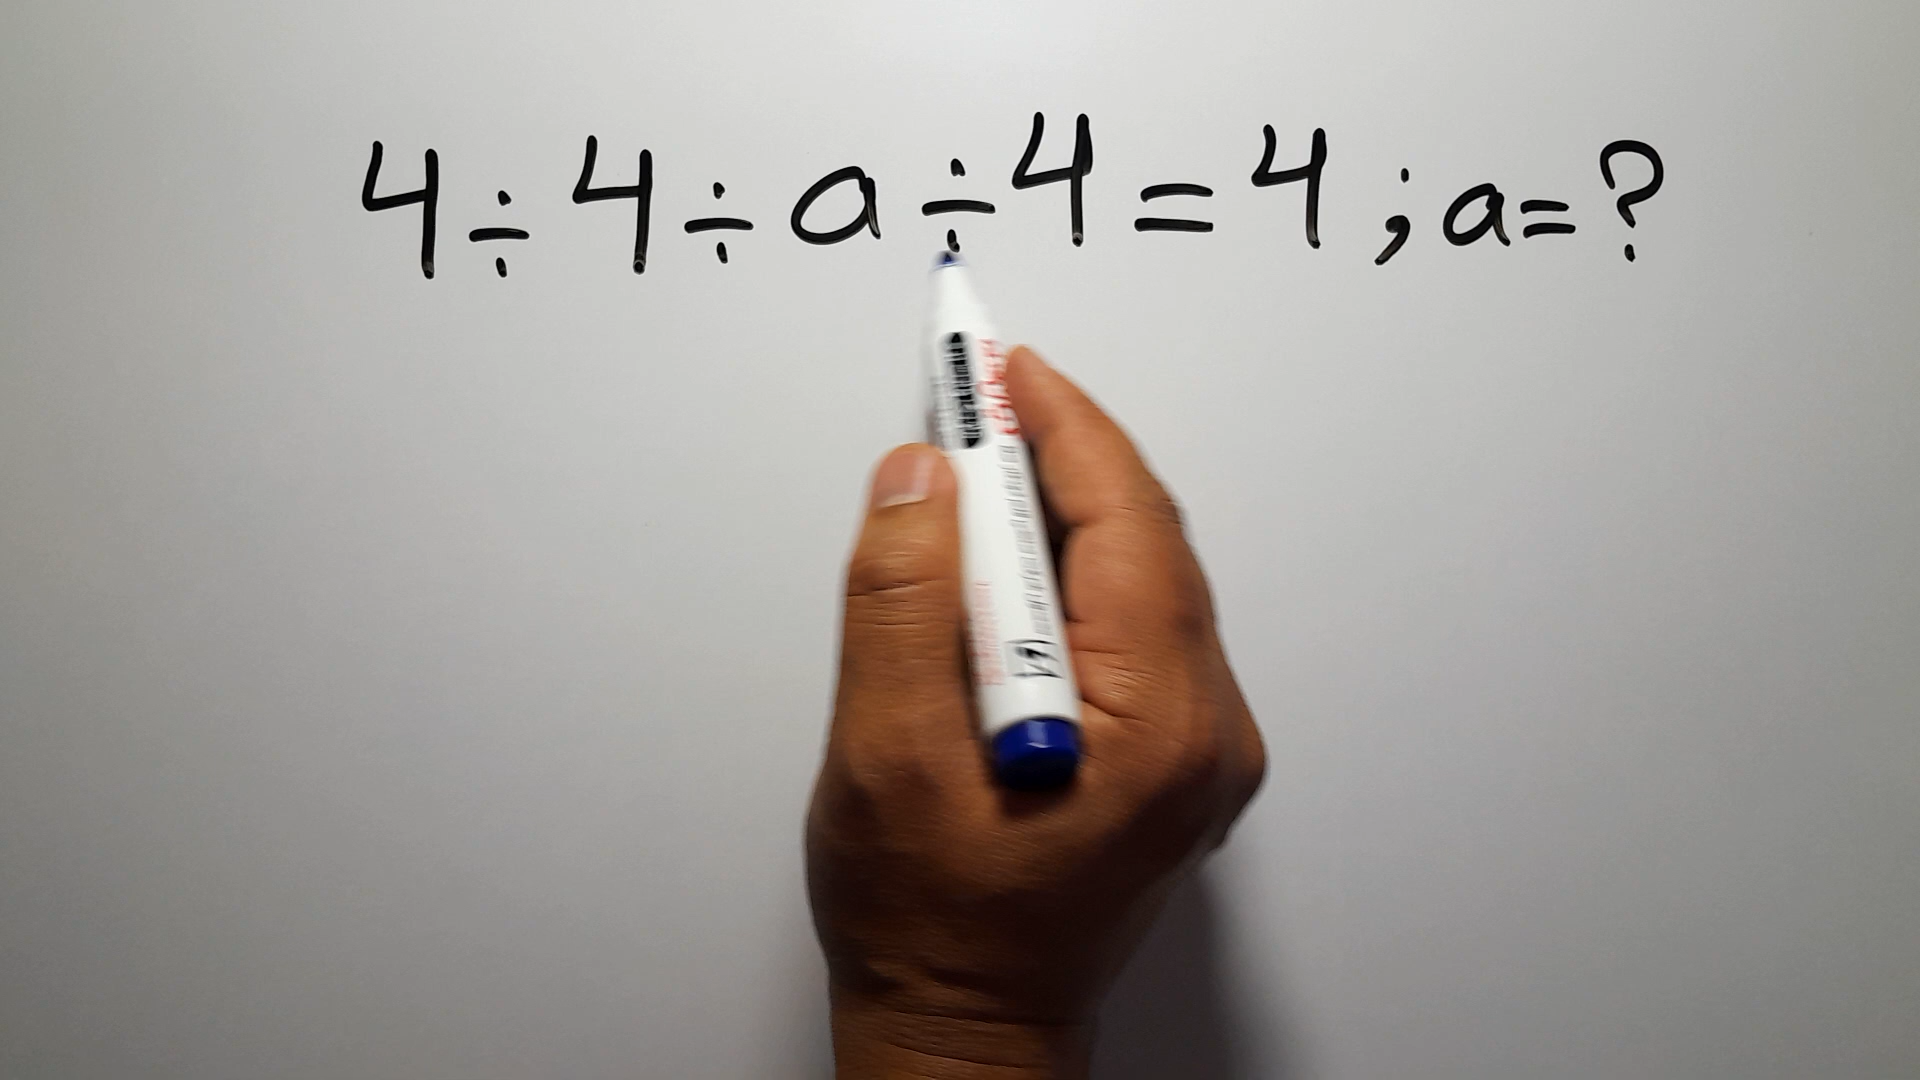 4 ÷ 4 ÷ a ÷ 4 = 4 ; a = ?